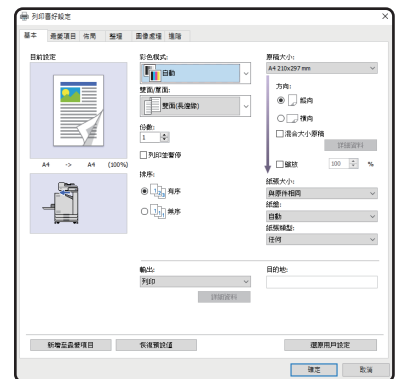 列印喜好設定
基本 最愛項目 佈局 整理 圖像處理 進階
目前設定
A4 -> A4 (100%)
彩色模式:
自動
雙面/單面:
雙面(長邊緣)
份數:
1
列印並暫停
排序:
有序
無序
原稿大小:
A4 210x297 mm
方向:
縱向
橫向
混合大小原稿
詳細資料
縮放 100 %
紙張大小:
與原件相同
紙盤:
自動
紙張類型:
任何
輸出:
列印
詳細資料
目的地:
新增至最愛項目
恢復預設值
還原用戶設定
確定
取消